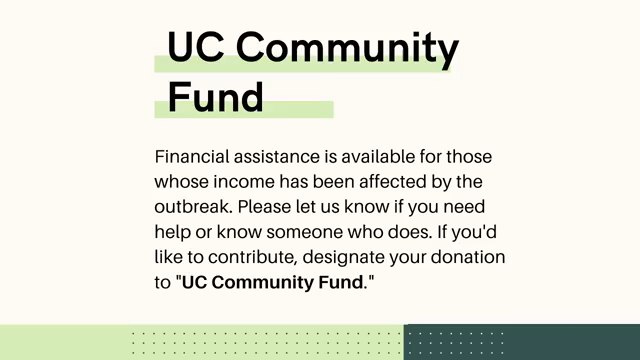 UC Community
Fund
Financial assistance is available for those
whose income has been affected by the
outbreak. Please let us know if you need
help or know someone who does. If you'd
like to contribute, designate your donation
to "UC Community Fund."